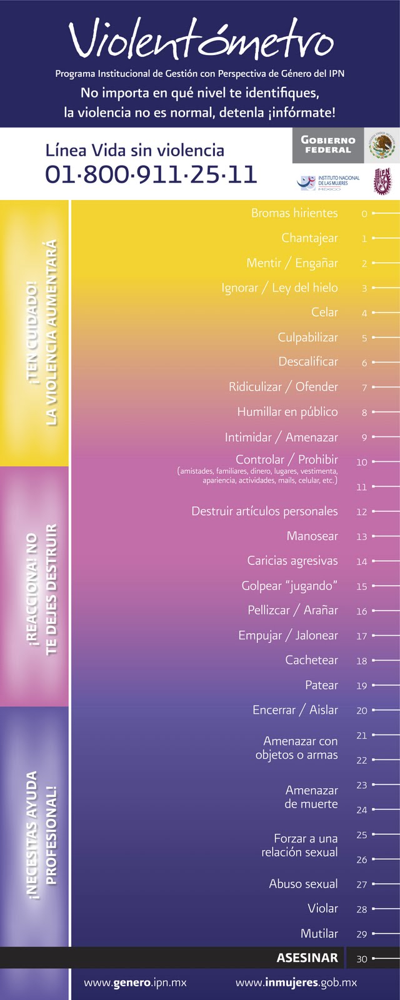 Violentómetro
Programa Institucional de Gestión con Perspectiva de Género del IPN
No importa en qué nivel te identifiques,
la violencia no es normal, detenla ¡infórmate!
Línea Vida sin violencia
01·800·911·25·11
GOBIERNO
FEDERAL
INSTITUTO NACIONAL
DE LAS MUJERES
MÉXICO
IPN
¡TEN CUIDADO!
LA VIOLENCIA AUMENTARÁ
Bromas hirientes 0
Chantajear 1
Mentir / Engañar 2
Ignorar / Ley del hielo 3
Celar 4
Culpabilizar 5
Descalificar 6
Ridiculizar / Ofender 7
Humillar en público 8
Intimidar / Amenazar 9
Controlar / Prohibir 10
(amistades, familiares, dinero, lugares, vestimenta,
apariencia, actividades, mails, celular, etc.)
11
¡REACCIONA! NO
TE DEJES DESTRUIR
Destruir artículos personales 12
Manosear 13
Caricias agresivas 14
Golpear “jugando” 15
Pellizcar / Arañar 16
Empujar / Jalonear 17
Cachetear 18
Patear 19
¡NECESITAS AYUDA
PROFESIONAL!
Encerrar / Aislar 20
21
Amenazar con
objetos o armas
22
23
Amenazar
de muerte
24
25
Forzar a una
relación sexual
26
Abuso sexual 27
Violar 28
Mutilar 29
ASESINAR 30
www.genero.ipn.mx www.inmujeres.gob.mx